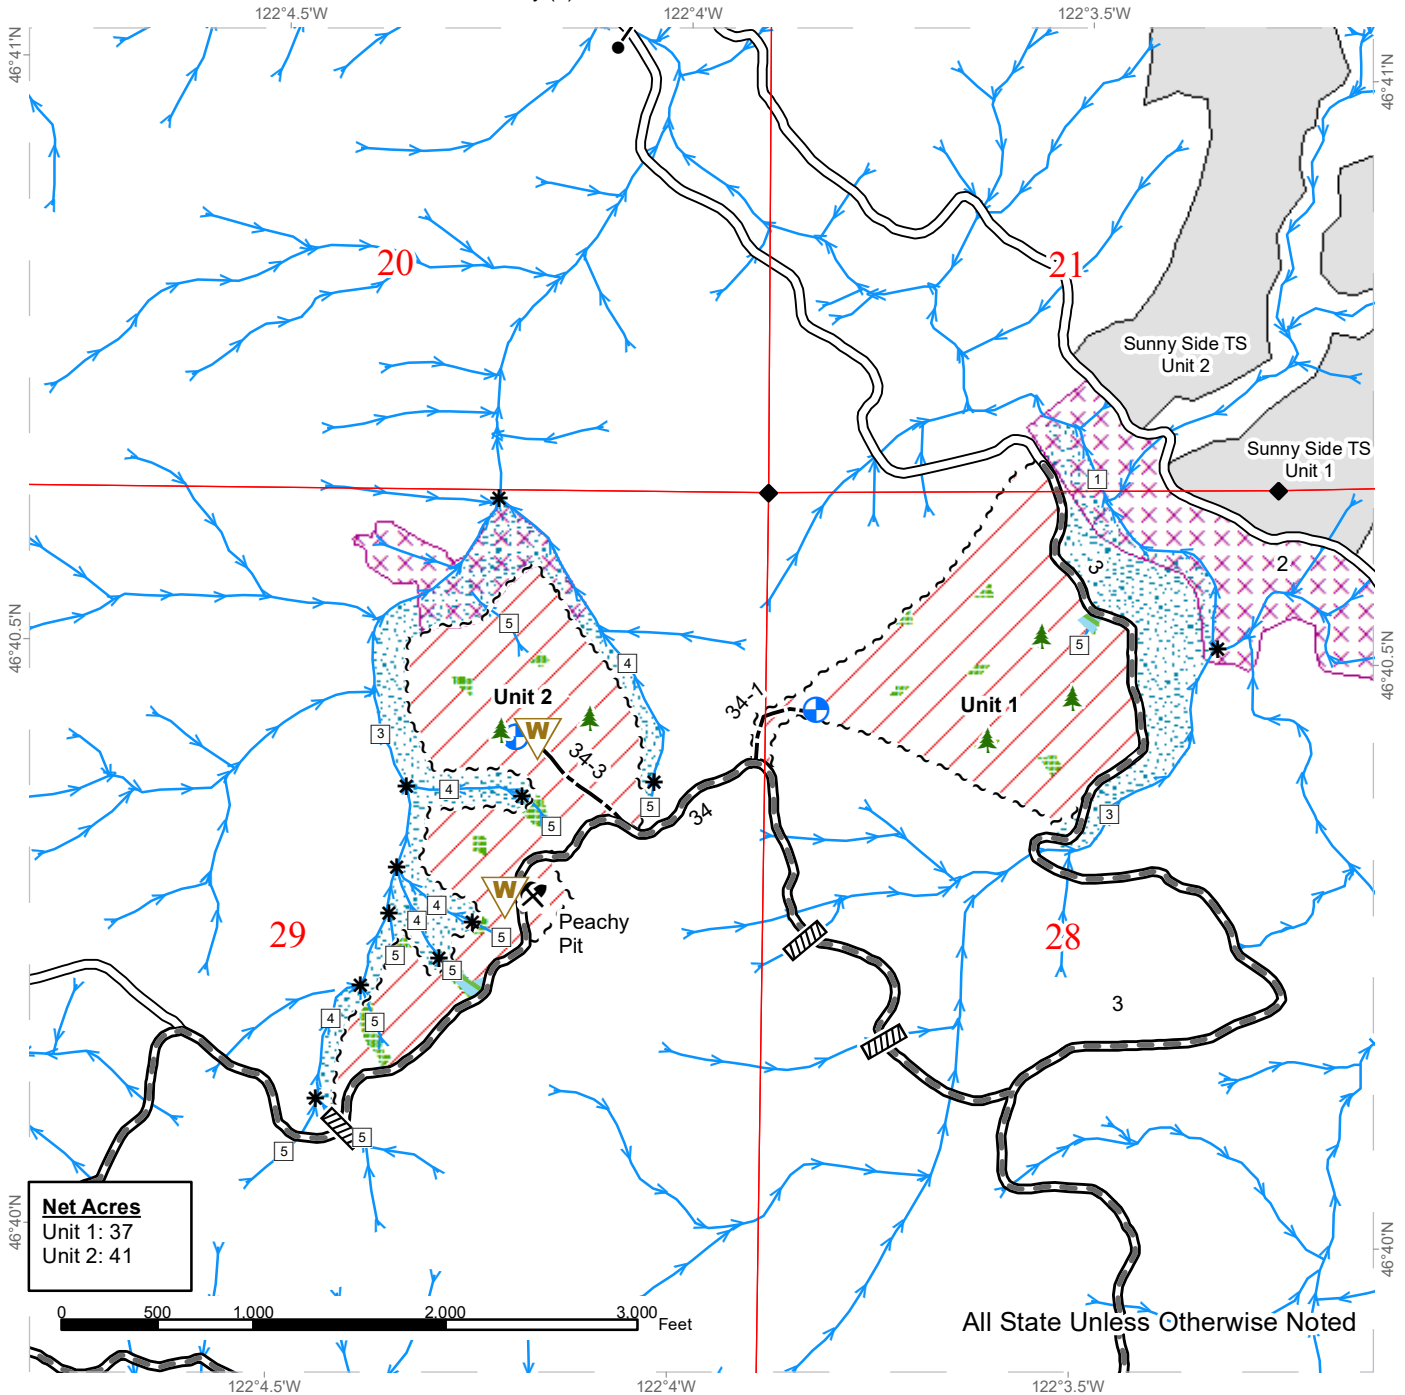 122°4.5'W
122°4'W
122°3.5'W
46°41'N
46°41'N
20
21
Sunny Side TS
Unit 2
Sunny Side TS
Unit 1
1
2
3
5
4
46°40.5'N
46°40.5'N
5
Unit 2
34-1
Unit 1
3
34-3
4
5
34
3
5
4
4
Peachy
Pit
29
28
5
5
5
3
4
5
5
5
Net Acres
Unit 1: 37
Unit 2: 41
46°40'N
46°40'N
0
500
1,000
2,000
3,000
Feet
All State Unless Otherwise Noted
122°4.5'W
122°4'W
122°3.5'W
W
W